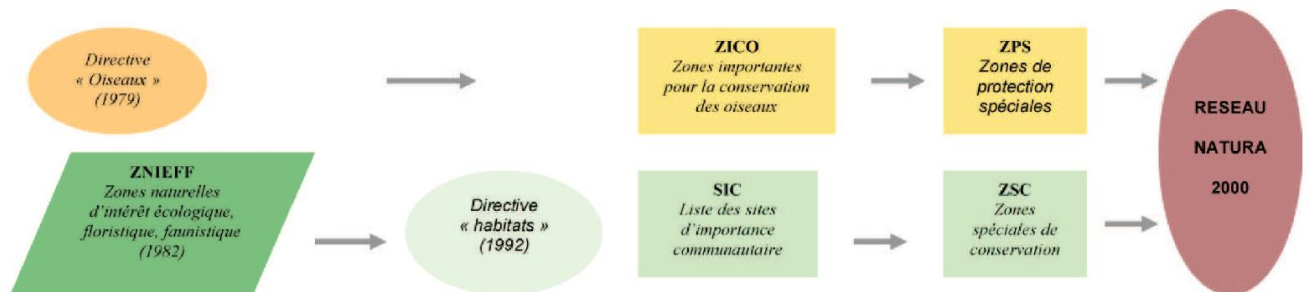 Directive
« Oiseaux »
(1979)
ZICO
Zones importantes
pour la conservation
des oiseaux
ZPS
Zones de
protection
spéciales
RESEAU
NATURA
2000
ZNIEFF
Zones naturelles
d'intérêt écologique,
floristique, faunistique
(1982)
Directive
« habitats »
(1992)
SIC
Liste des sites
d'importance
communautaire
ZSC
Zones
spéciales de
conservation